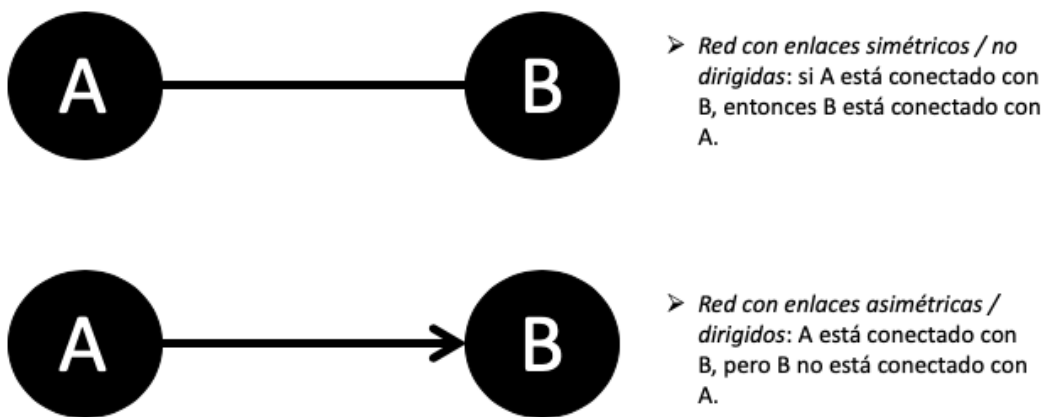 A
B
➢ Red con enlaces simétricos / no
dirigidas: si A está conectado con
B, entonces B está conectado con
A.
A
B
➢ Red con enlaces asimétricas /
dirigidos: A está conectado con
B, pero B no está conectado con
A.